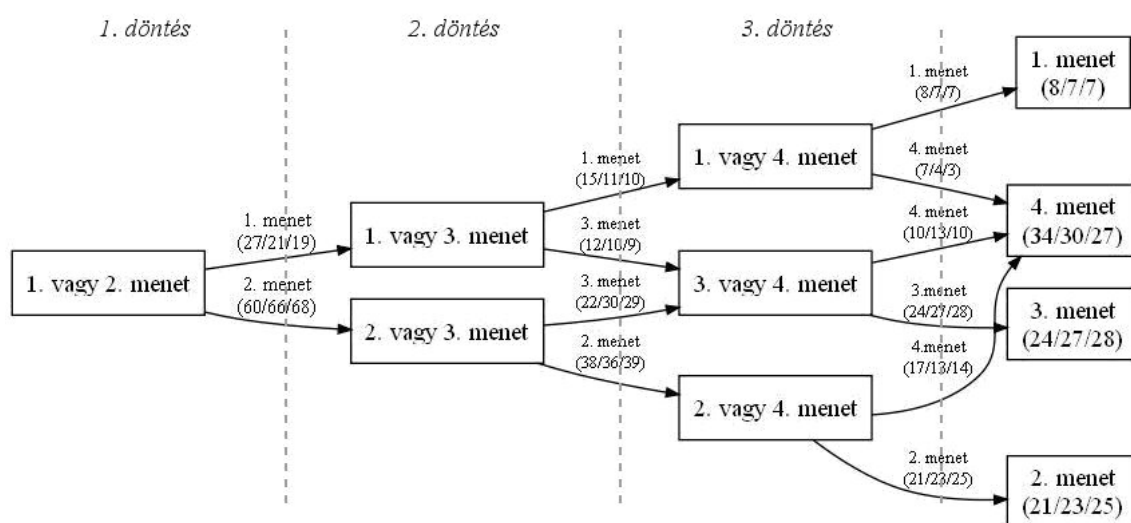 1. döntés
2. döntés
3. döntés
1. vagy 2. menet
1. menet
(27/21/19)
2. menet
(60/66/68)
1. vagy 3. menet
2. vagy 3. menet
1. menet
(15/11/10)
3. menet
(12/10/9)
3. menet
(22/30/29)
2. menet
(38/36/39)
1. vagy 4. menet
3. vagy 4. menet
2. vagy 4. menet
1. menet
(8/7/7)
4. menet
(7/4/3)
4. menet
(10/13/10)
3.menet
(24/27/28)
4.menet
(17/13/14)
2. menet
(21/23/25)
1. menet
(8/7/7)
4. menet
(34/30/27)
3. menet
(24/27/28)
2. menet
(21/23/25)